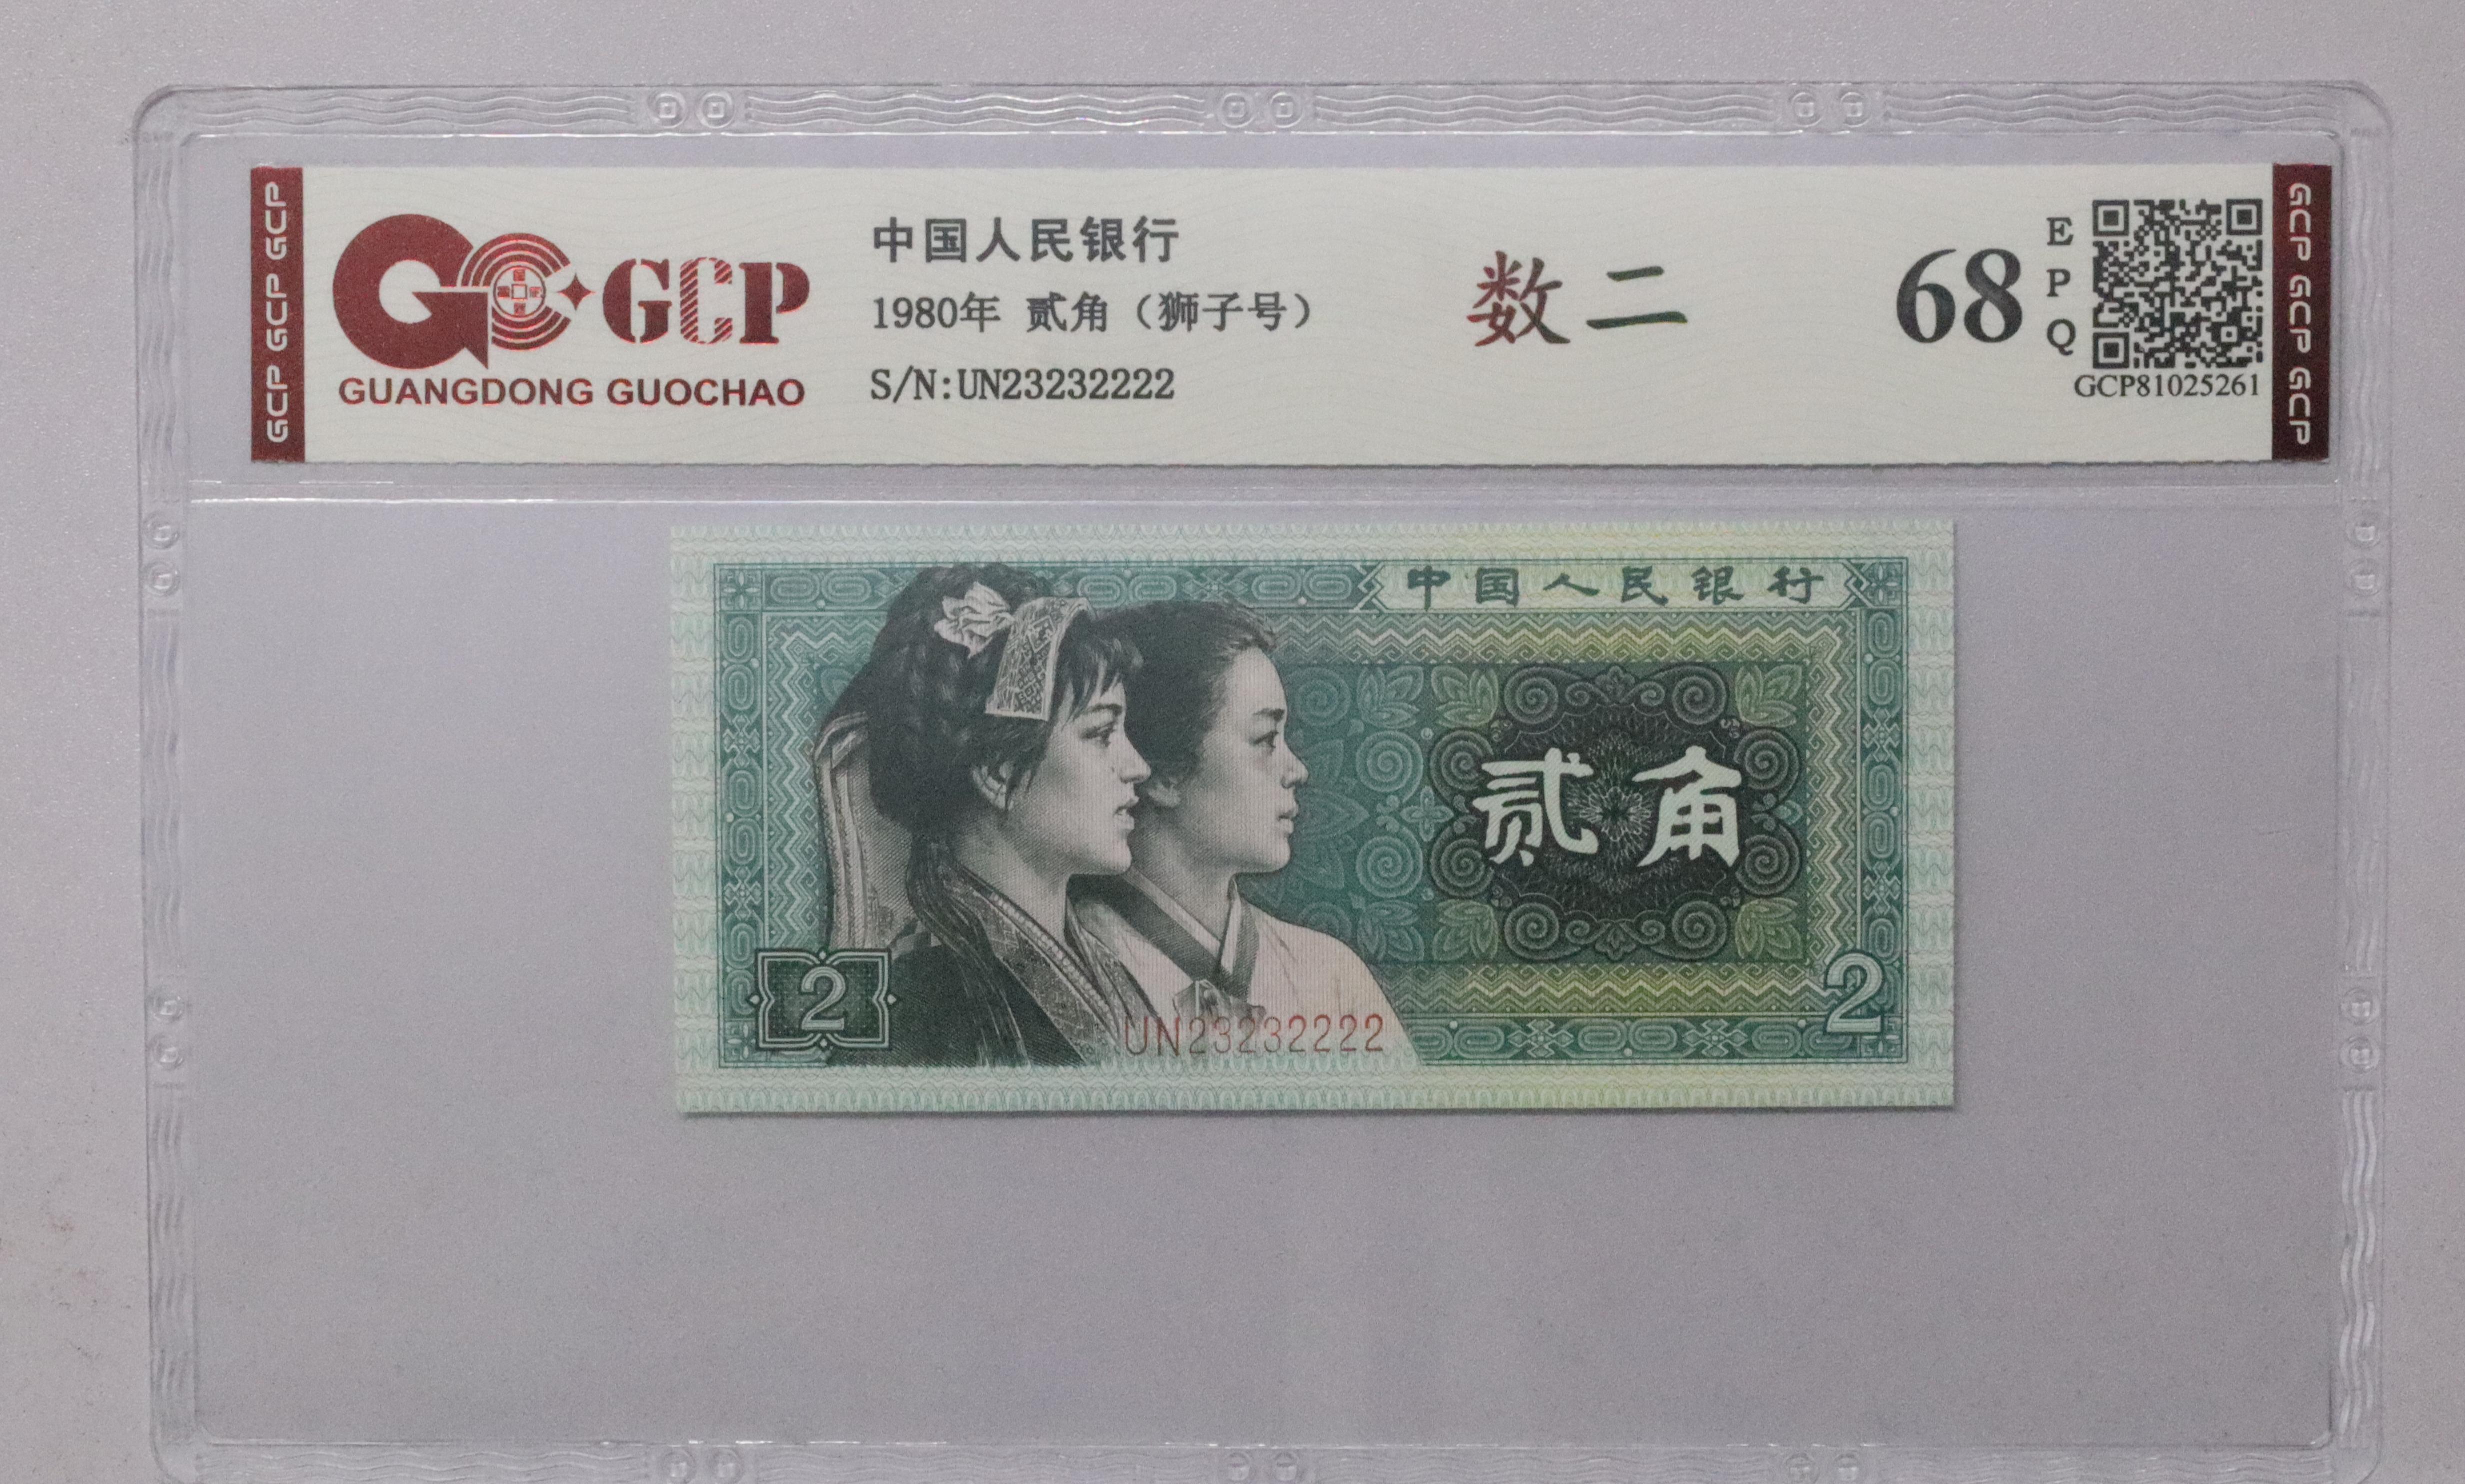 GCP GCP GCP
GCP
GUANGDONG GUOCHAO
中国人民银行
1980年 贰角（狮子号）
S/N:UN23232222
数二
68
EPQ
GCP81025261
GCP GCP GCP
中国人民银行
贰角
2
2
UN23232222